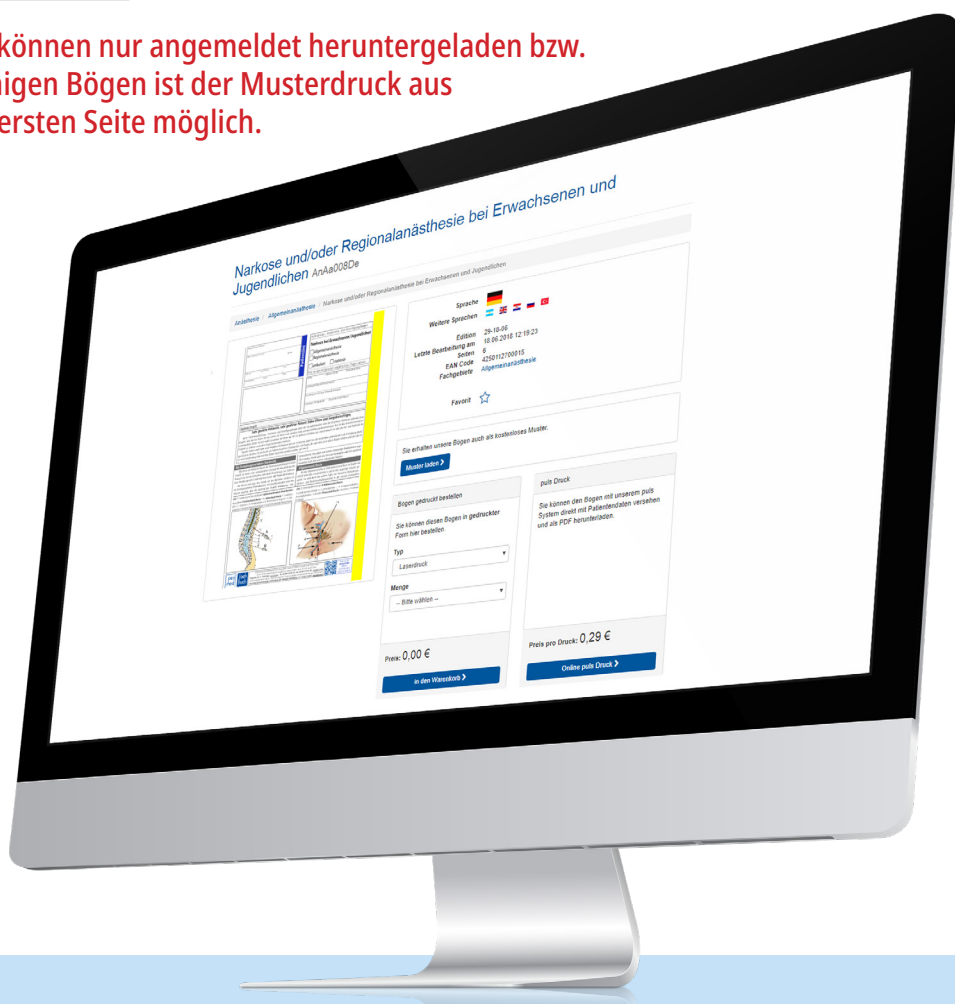 können nur angemeldet heruntergeladen bzw.
nigen Bögen ist der Musterdruck aus
ersten Seite möglich.
Narkose und/oder Regionalanästhesie bei Erwachsenen und
Jugendlichen AnAa008De
Anästhesie Allgemeinanästhesie Narkose und/oder Regionalanästhesie bei Erwachsenen und Jugendlichen
Sprache
Weitere Sprachen
Edition 29-18-06
Letzte Bearbeitung am 18.06.2018 12:19:23
Seiten 6
EAN Code 4250112700015
Fachgebiete Allgemeinanästhesie
Favorit
Narkose bei Erwachsenen/Jugendlichen
Sie erhalten unsere Bögen auch als kostenloses Muster.
Muster laden
Bogen gedruckt bestellen
Sie können diesen Bogen in gedruckter
Form hier bestellen.
Typ
Laserdruck
Menge
-- Bitte wählen --
Preis: 0,00 €
in den Warenkorb
puls Druck
Sie können den Bogen mit unserem puls
System direkt mit Patientendaten versehen
und als PDF herunterladen.
Preis pro Druck: 0,29 €
Online puls Druck